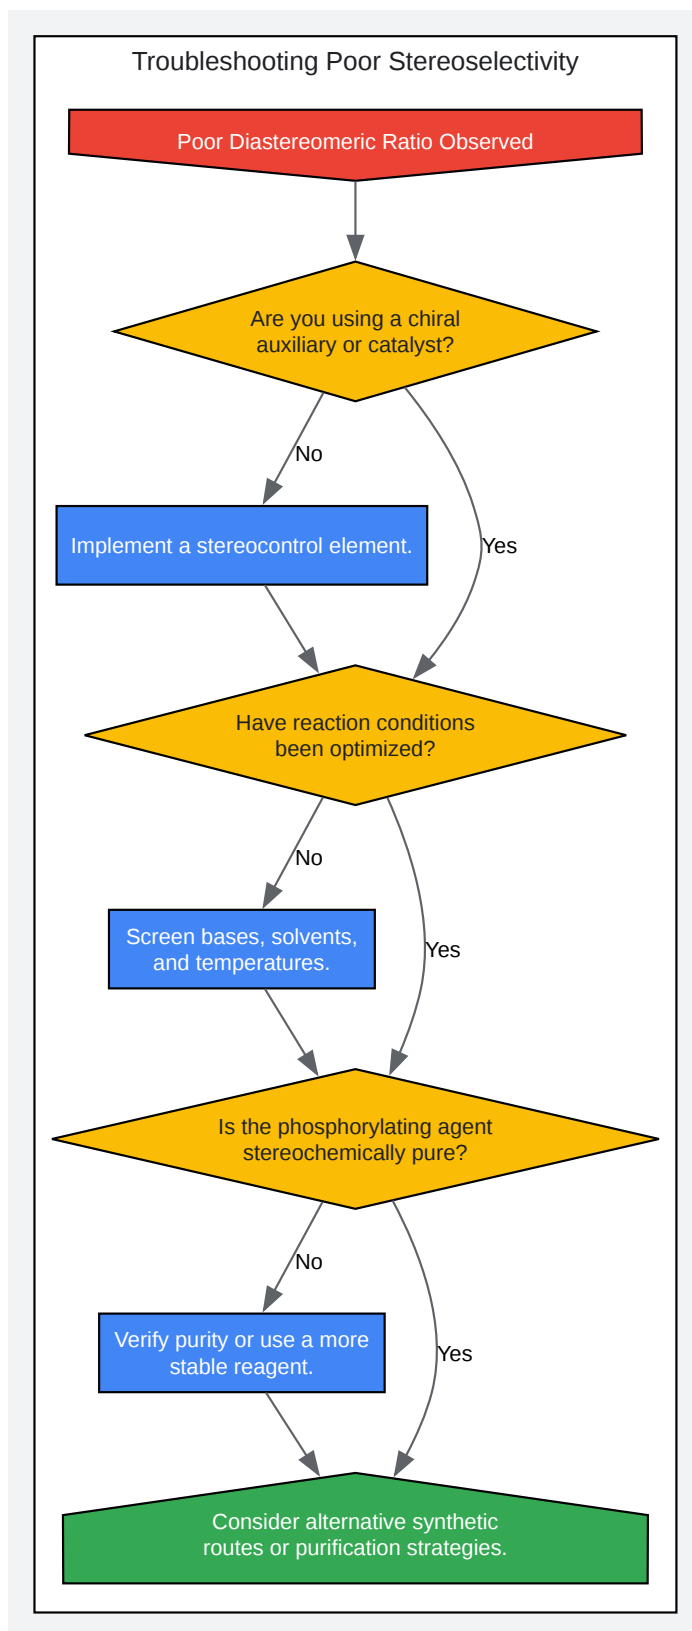 Troubleshooting Poor Stereoselectivity
Poor Diastereomeric Ratio Observed
Are you using a chiral
auxiliary or catalyst?
No
Implement a stereocontrol element.
Yes
Have reaction conditions
been optimized?
No
Screen bases, solvents,
and temperatures.
Yes
Is the phosphorylating agent
stereochemically pure?
No
Verify purity or use a more
stable reagent.
Yes
Consider alternative synthetic
routes or purification strategies.